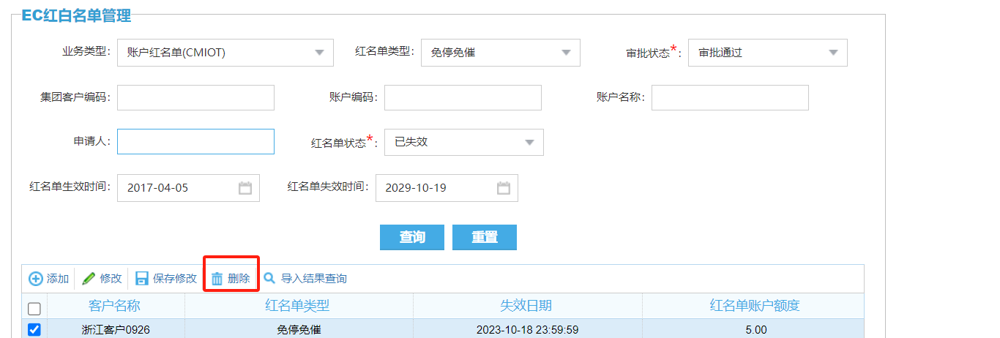 EC红白名单管理
业务类型: 账户红名单(CMIOT) 红名单类型: 免停免催 审批状态*: 审批通过
集团客户编码: 账户编码: 账户名称:
申请人: 红名单状态*: 已失效
红名单生效时间: 2017-04-05 红名单失效时间: 2029-10-19
查询 重置
添加 修改 保存修改 删除 导入结果查询
客户名称 红名单类型 失效日期 红名单账户额度
浙江客户0926 免停免催 2023-10-18 23:59:59 5.00